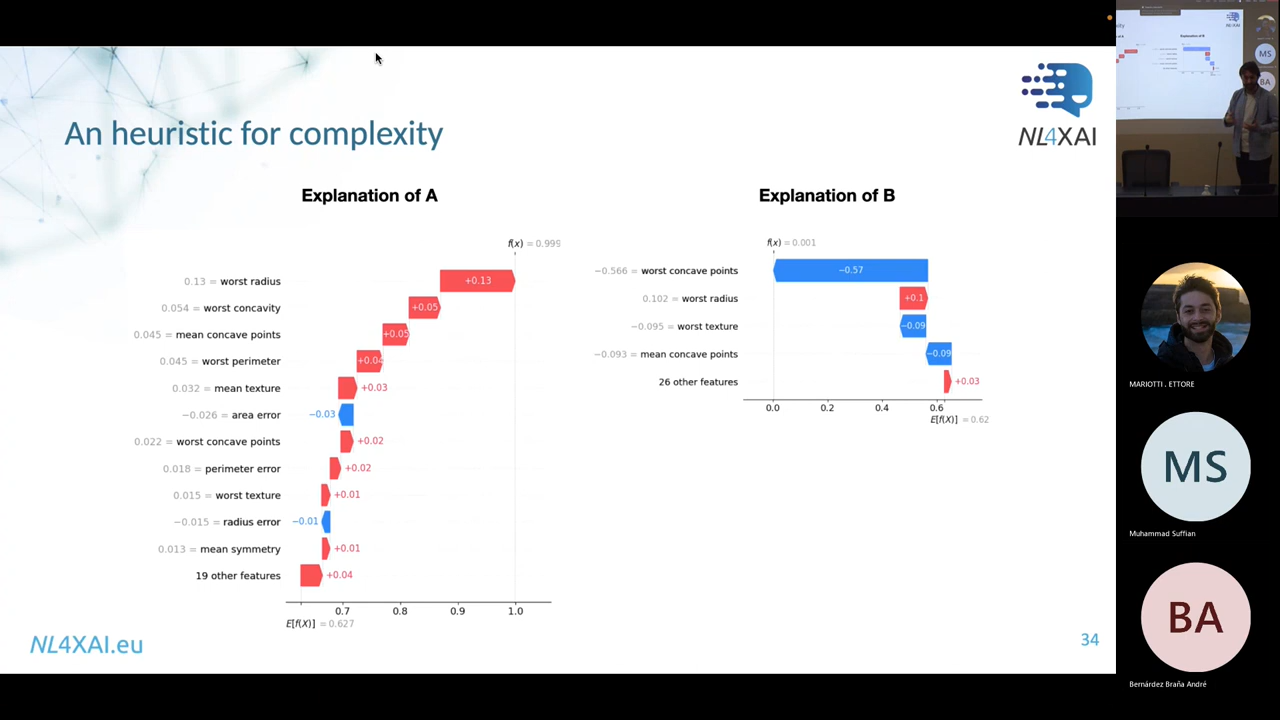 An heuristic for complexity
NL4XAI
Explanation of A
f(x) = 0.999
0.13 = worst radius +0.13
0.054 = worst concavity +0.05
0.045 = mean concave points +0.05
0.045 = worst perimeter +0.04
0.032 = mean texture +0.03
−0.026 = area error −0.03
0.022 = worst concave points +0.02
0.018 = perimeter error +0.02
0.015 = worst texture +0.01
−0.015 = radius error −0.01
0.013 = mean symmetry +0.01
19 other features +0.04
0.7 0.8 0.9 1.0
E[f(X)] = 0.627
Explanation of B
f(x) = 0.001
−0.566 = worst concave points −0.57
0.102 = worst radius +0.1
−0.095 = worst texture −0.09
−0.093 = mean concave points −0.09
26 other features +0.03
0.0 0.2 0.4 0.6
E[f(X)] = 0.62
NL4XAI.eu
34
Explanation of B
NL4XAI
MS
BA
MARIOTTI . ETTORE
MS
Muhammad Suffian
BA
Bernárdez Braña André